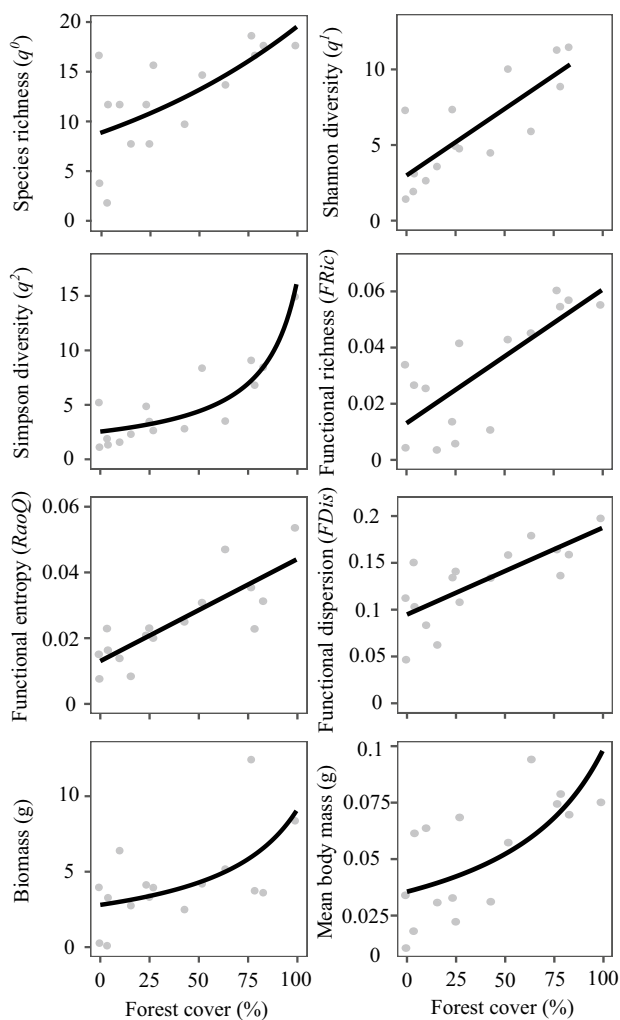 Species richness (q⁰)
20
15
10
5
0
Shannon diversity (q¹)
10
5
0
Simpson diversity (q²)
15
10
5
0
Functional richness (FRic)
0.06
0.04
0.02
0
Functional entropy (RaoQ)
0.06
0.04
0.02
0
Functional dispersion (FDis)
0.2
0.15
0.1
0.05
0
Biomass (g)
10
5
0
0 25 50 75 100
Forest cover (%)
Mean body mass (g)
0.1
0.075
0.05
0.025
0
0 25 50 75 100
Forest cover (%)